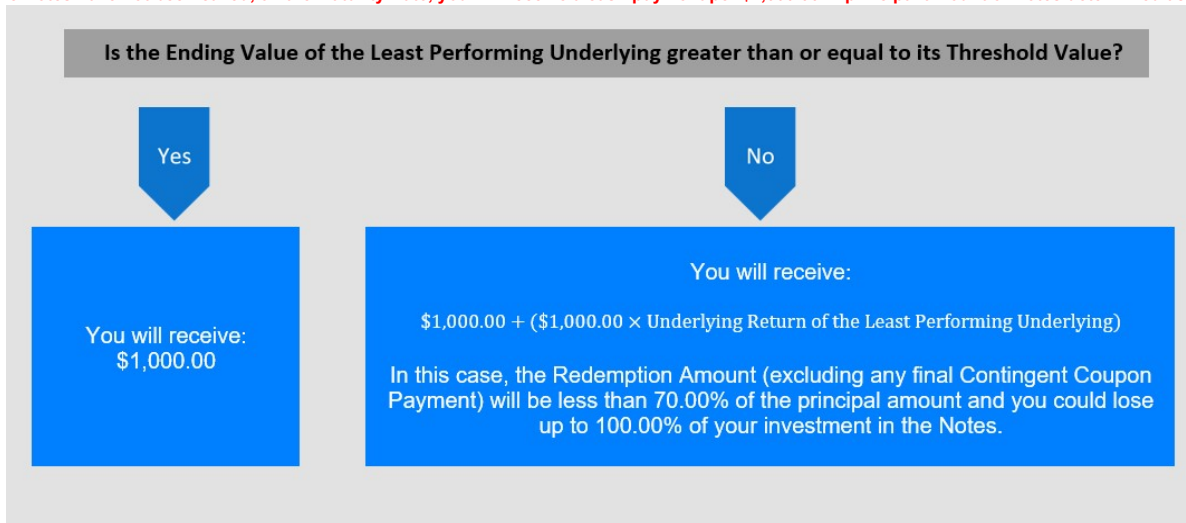 Is the Ending Value of the Least Performing Underlying greater than or equal to its Threshold Value?
Yes
No
You will receive:
$1,000.00
You will receive:
$1,000.00 + ($1,000.00 × Underlying Return of the Least Performing Underlying)
In this case, the Redemption Amount (excluding any final Contingent Coupon
Payment) will be less than 70.00% of the principal amount and you could lose
up to 100.00% of your investment in the Notes.